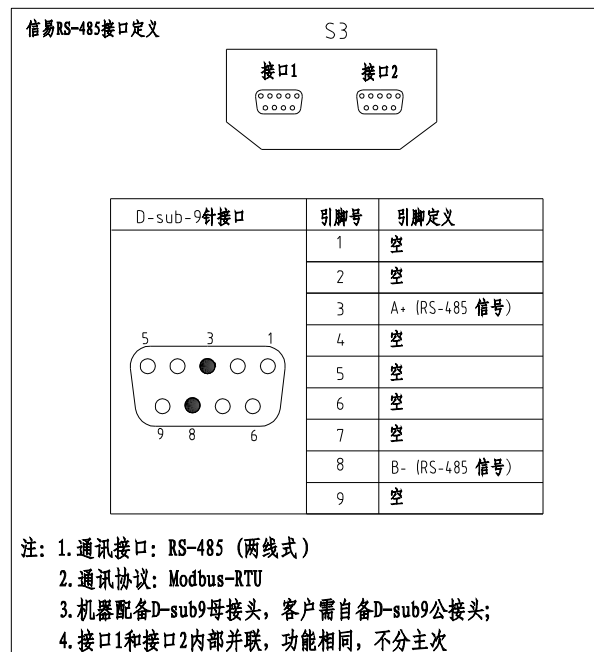 信易RS-485接口定义
S3
接口1 接口2
D-sub-9针接口 引脚号 引脚定义
1 空
2 空
3 A+ (RS-485 信号)
4 空
5 空
6 空
7 空
8 B- (RS-485 信号)
9 空
5 3 1
9 8 6
注: 1.通讯接口: RS-485 (两线式)
2.通讯协议: Modbus-RTU
3.机器配备D-sub9母接头, 客户需自备D-sub9公接头;
4.接口1和接口2内部并联, 功能相同, 不分主次